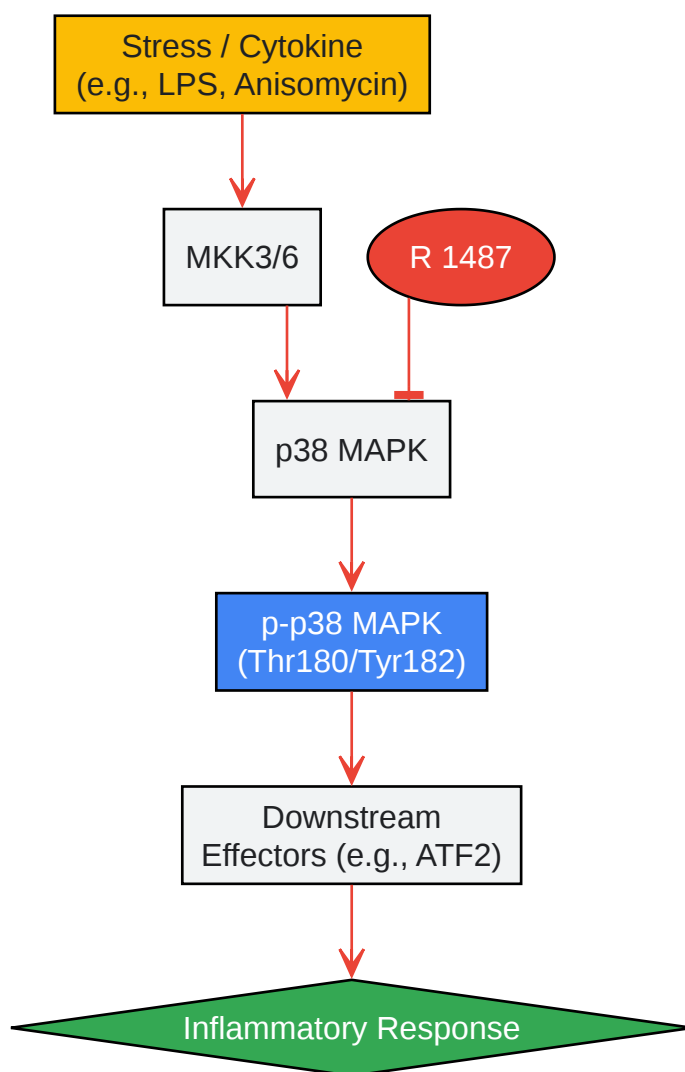 Stress / Cytokine
(e.g., LPS, Anisomycin)
MKK3/6
R 1487
p38 MAPK
p-p38 MAPK
(Thr180/Tyr182)
Downstream
Effectors (e.g., ATF2)
Inflammatory Response